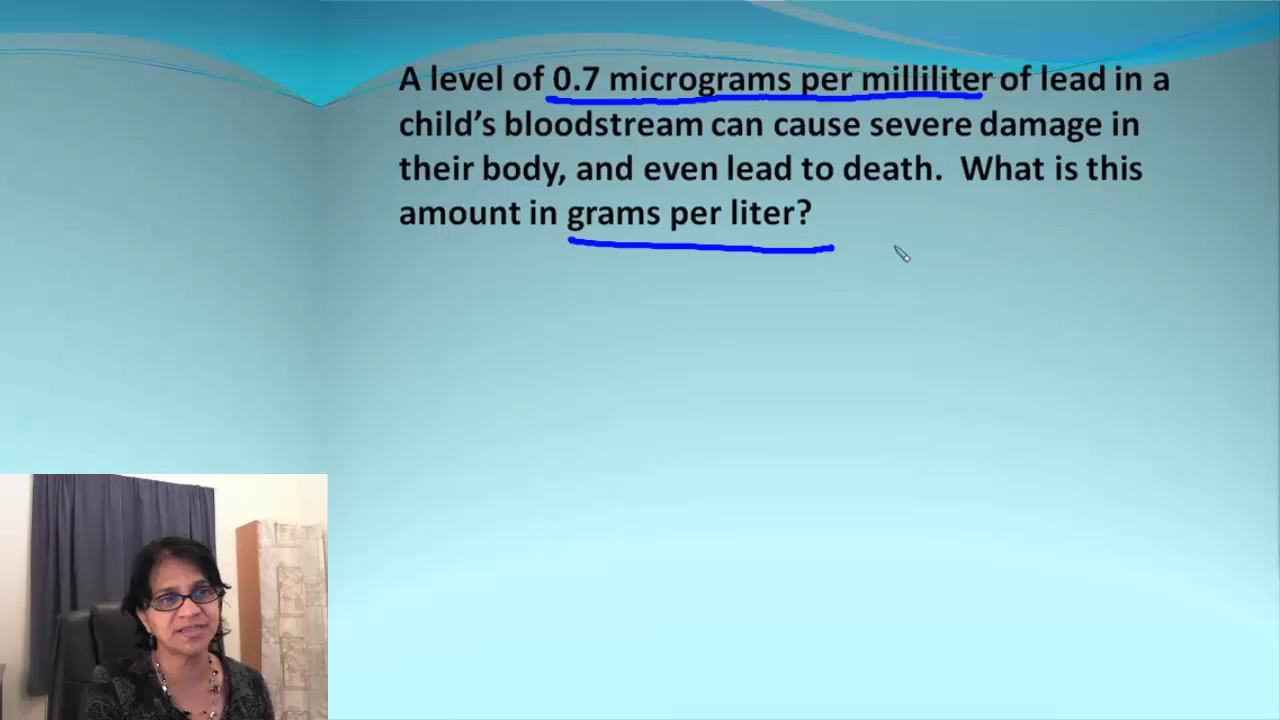 A level of 0.7 micrograms per milliliter of lead in a
child’s bloodstream can cause severe damage in
their body, and even lead to death.  What is this
amount in grams per liter?